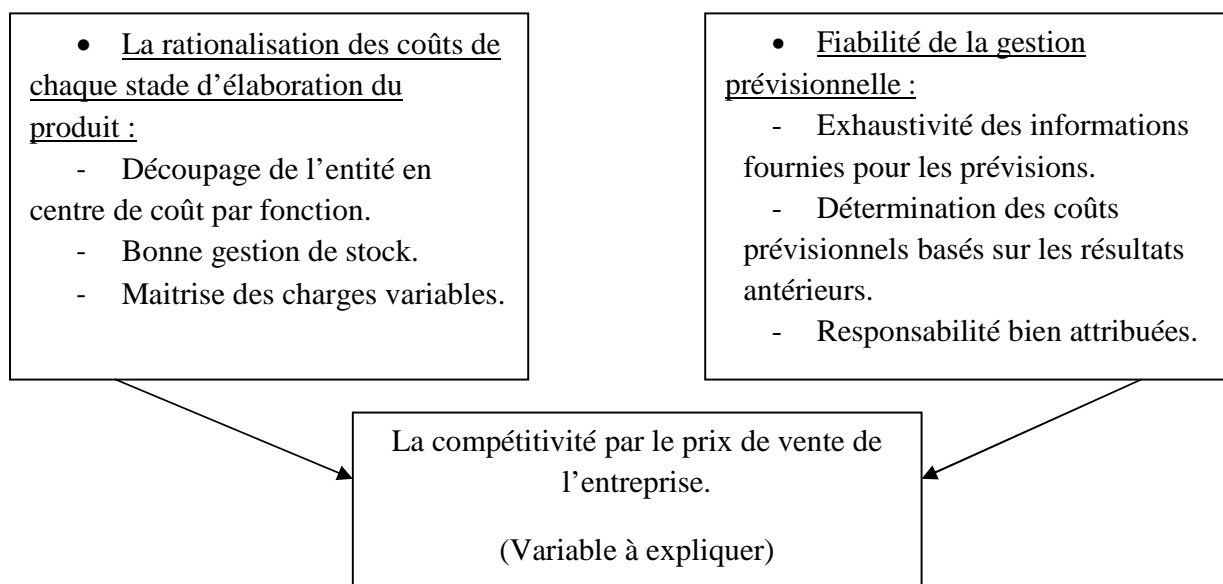 • La rationalisation des coûts de
chaque stade d’élaboration du
produit :
- Découpage de l’entité en
centre de coût par fonction.
- Bonne gestion de stock.
- Maitrise des charges variables.
• Fiabilité de la gestion
prévisionnelle :
- Exhaustivité des informations
fournies pour les prévisions.
- Détermination des coûts
prévisionnels basés sur les résultats
antérieurs.
- Responsabilité bien attribuées.
La compétitivité par le prix de vente de
l’entreprise.
(Variable à expliquer)